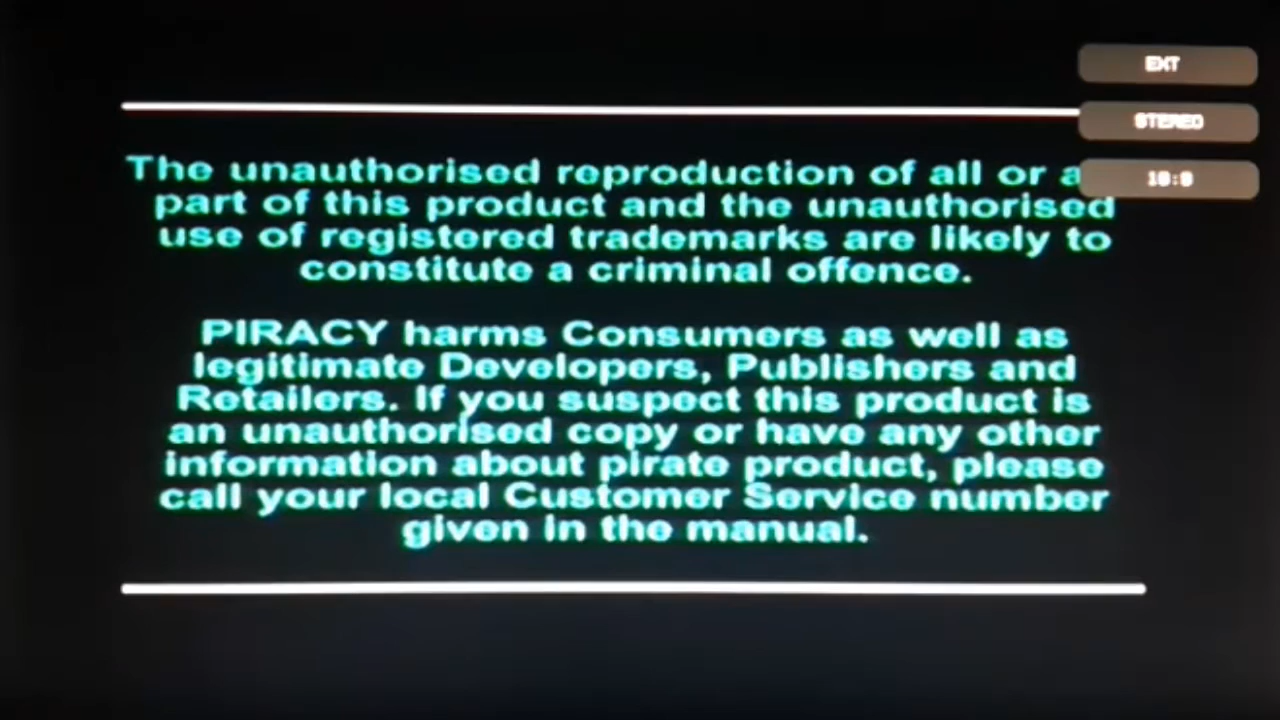 EXT
STEREO
The unauthorised reproduction of all or a
part of this product and the unauthorised
use of registered trademarks are likely to
constitute a criminal offence.
PIRACY harms Consumers as well as
legitimate Developers, Publishers and
Retailers. If you suspect this product is
an unauthorised copy or have any other
information about pirate product, please
call your local Customer Service number
given in the manual.